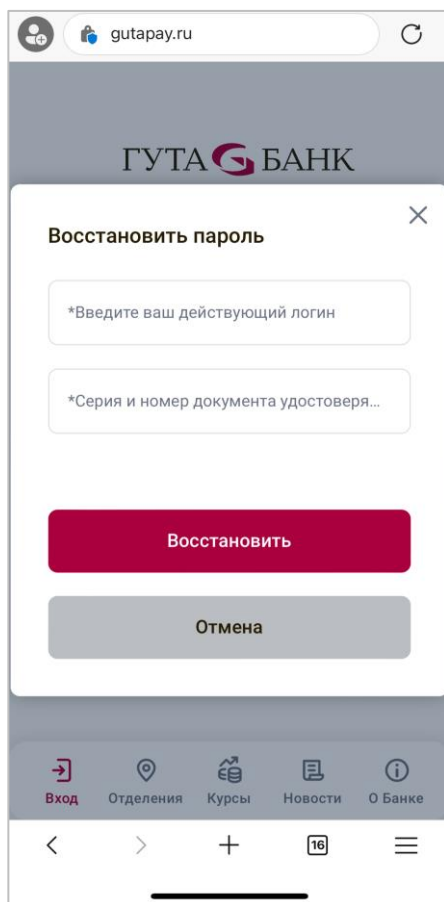 gutapay.ru
ГУТА БАНК
Восстановить пароль
*Введите ваш действующий логин
*Серия и номер документа удостоверя...
Восстановить
Отмена
Вход Отделения Курсы Новости О Банке
16